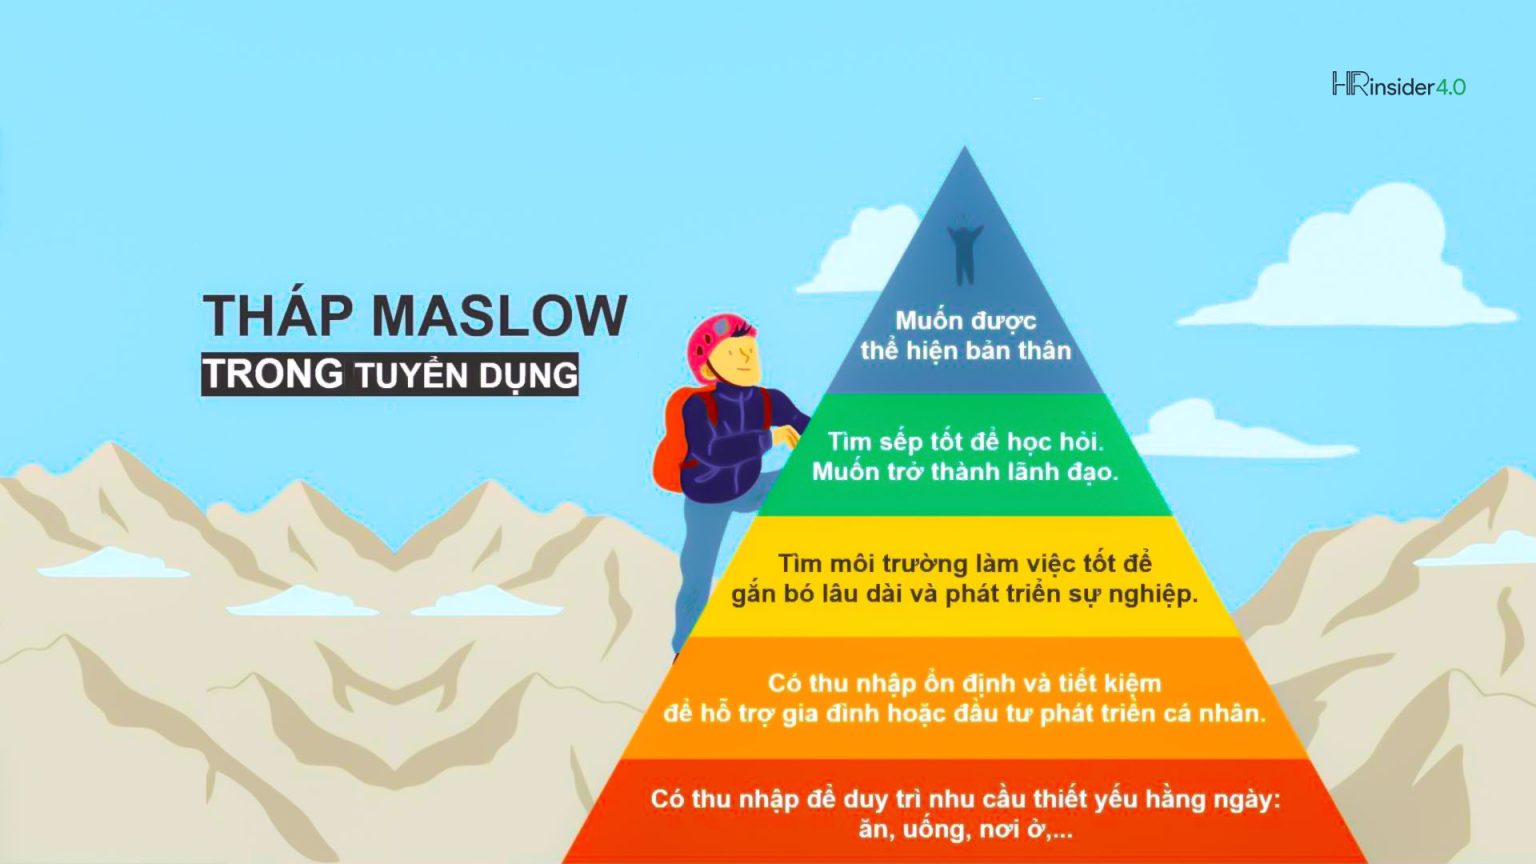 HRinsider4.0
THÁP MASLOW
TRONG TUYỂN DỤNG
Muốn được
thể hiện bản thân
Tìm sếp tốt để học hỏi.
Muốn trở thành lãnh đạo.
Tìm môi trường làm việc tốt để
gắn bó lâu dài và phát triển sự nghiệp.
Có thu nhập ổn định và tiết kiệm
để hỗ trợ gia đình hoặc đầu tư phát triển cá nhân.
Có thu nhập để duy trì nhu cầu thiết yếu hằng ngày:
ăn, uống, nơi ở,...